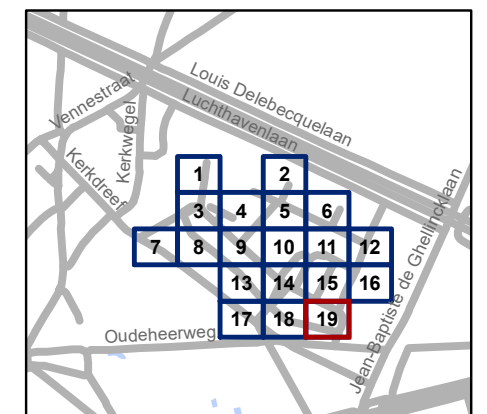 Louis Delebecquelaan
Luchthavenlaan
Vennestraat
Kerkwegel
Kerkdreef
1 2
3 4 5 6
7 8 9 10 11 12
13 14 15 16
17 18 19
Oudeheerweg
Jean-Baptiste de Ghellincklaan